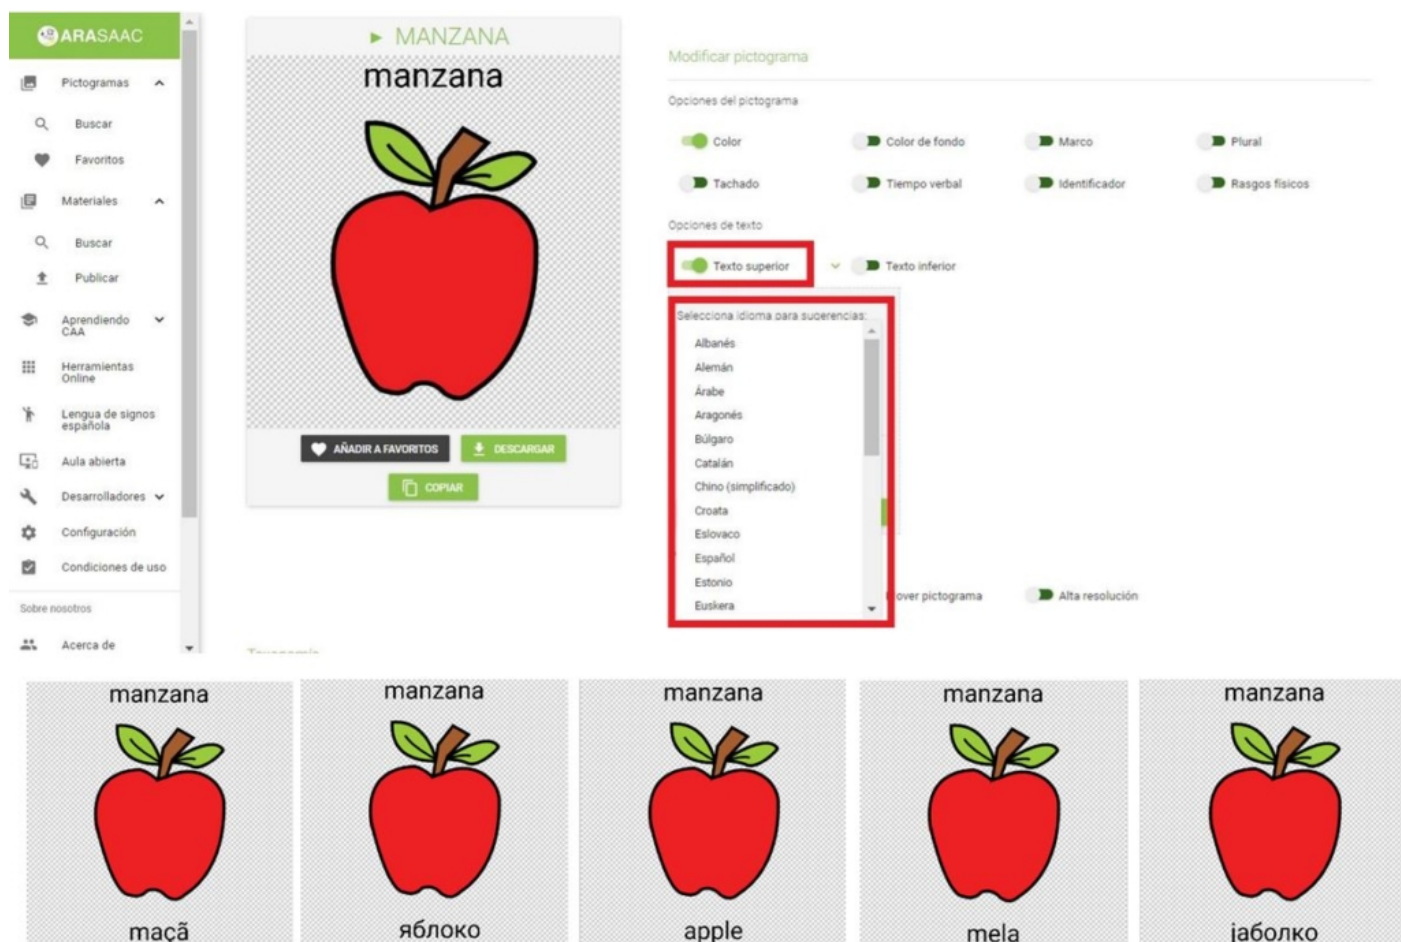 ARASAAC
Pictogramas
Buscar
Favoritos
Materiales
Buscar
Publicar
Aprendiendo
CAA
Herramientas
Online
Lengua de signos
española
Aula abierta
Desarrolladores
Configuración
Condiciones de uso
Sobre nosotros
Acerca de
MANZANA
manzana
AÑADIR A FAVORITOS
DESCARGAR
COPIAR
Modificar pictograma
Opciones del pictograma
Color
Color de fondo
Marco
Plural
Tachado
Tiempo verbal
Identificador
Rasgos físicos
Opciones de texto
Texto superior
Texto inferior
Selecciona idioma para sugerencias:
Albanés
Alemán
Árabe
Aragonés
Búlgaro
Catalán
Chino (simplificado)
Croata
Eslovaco
Español
Estonio
Euskera
over pictograma
Alta resolución
manzana
maçã
manzana
яблоко
manzana
apple
manzana
mela
manzana
јаболко